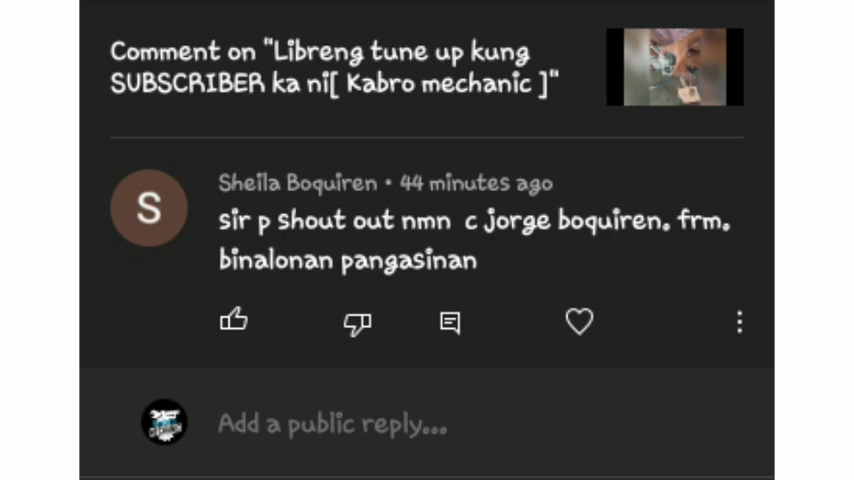 Comment on "Libreng tune up kung
SUBSCRIBER ka ni[ Kabro mechanic ]"
S
Sheila Boquiren • 44 minutes ago
sir p shout out nmn c jorge boquiren. frm.
binalonan pangasinan
Add a public reply...